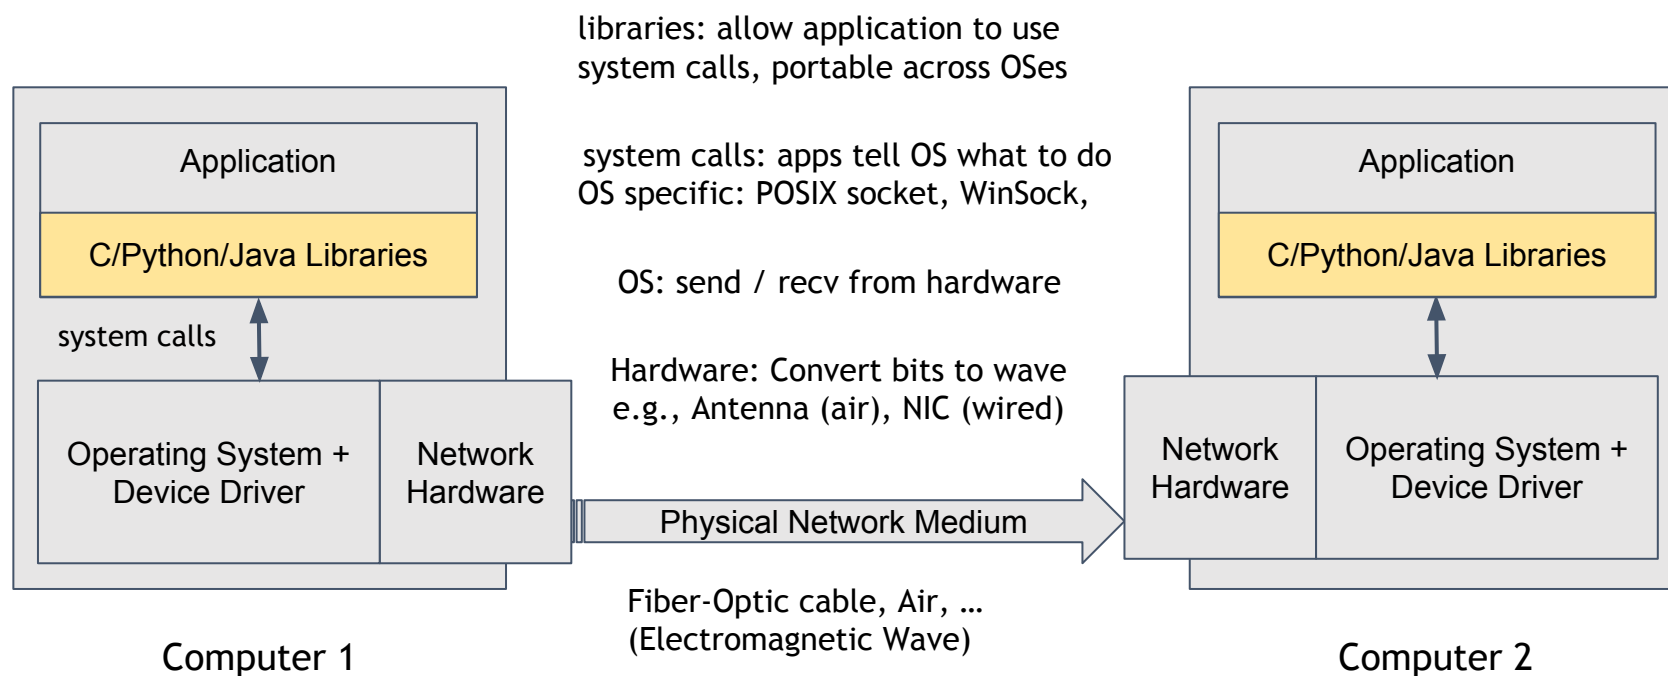 libraries: allow application to use
system calls, portable across OSes
Application
C/Python/Java Libraries
system calls
Operating System +
Device Driver
Network
Hardware
Computer 1
system calls: apps tell OS what to do
OS specific: POSIX socket, WinSock,
OS: send / recv from hardware
Hardware: Convert bits to wave
e.g., Antenna (air), NIC (wired)
Physical Network Medium
Fiber-Optic cable, Air, …
(Electromagnetic Wave)
Application
C/Python/Java Libraries
Network
Hardware
Operating System +
Device Driver
Computer 2